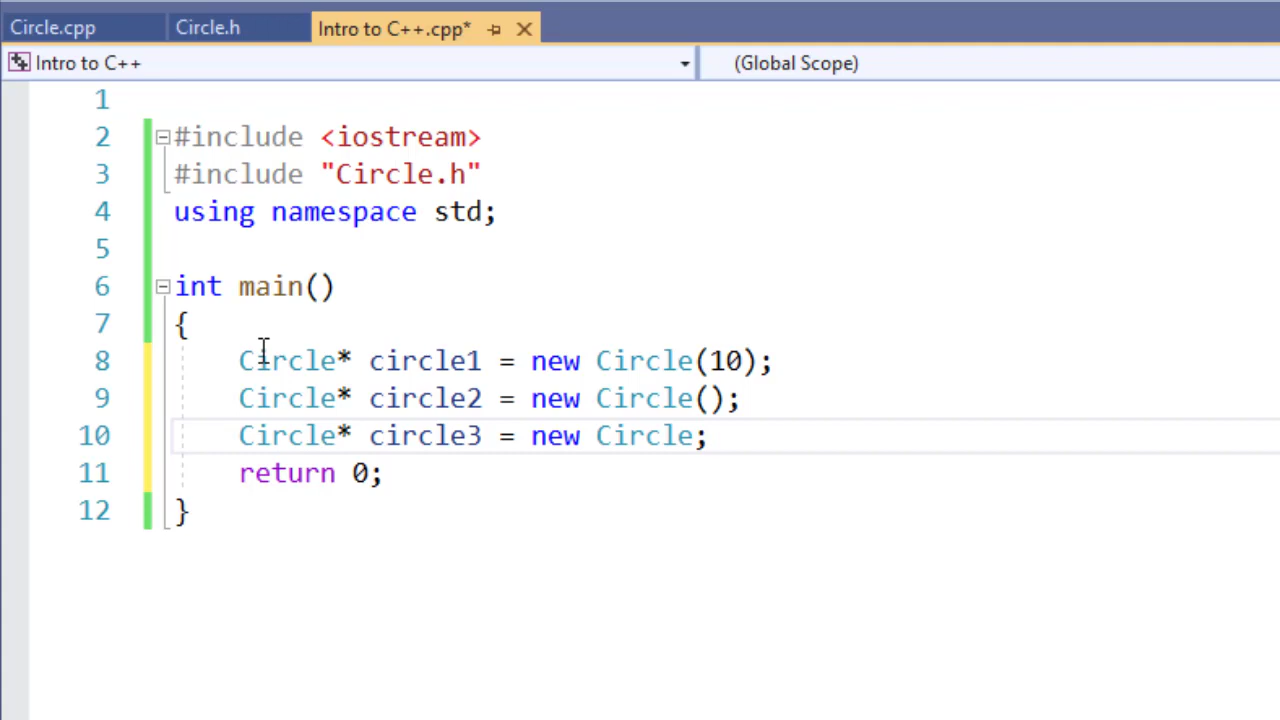 Circle.cpp Circle.h Intro to C++.cpp*
Intro to C++ (Global Scope)
1
2 #include <iostream>
3 #include "Circle.h"
4 using namespace std;
5
6 int main()
7 {
8 Circle* circle1 = new Circle(10);
9 Circle* circle2 = new Circle();
10 Circle* circle3 = new Circle;
11 return 0;
12 }